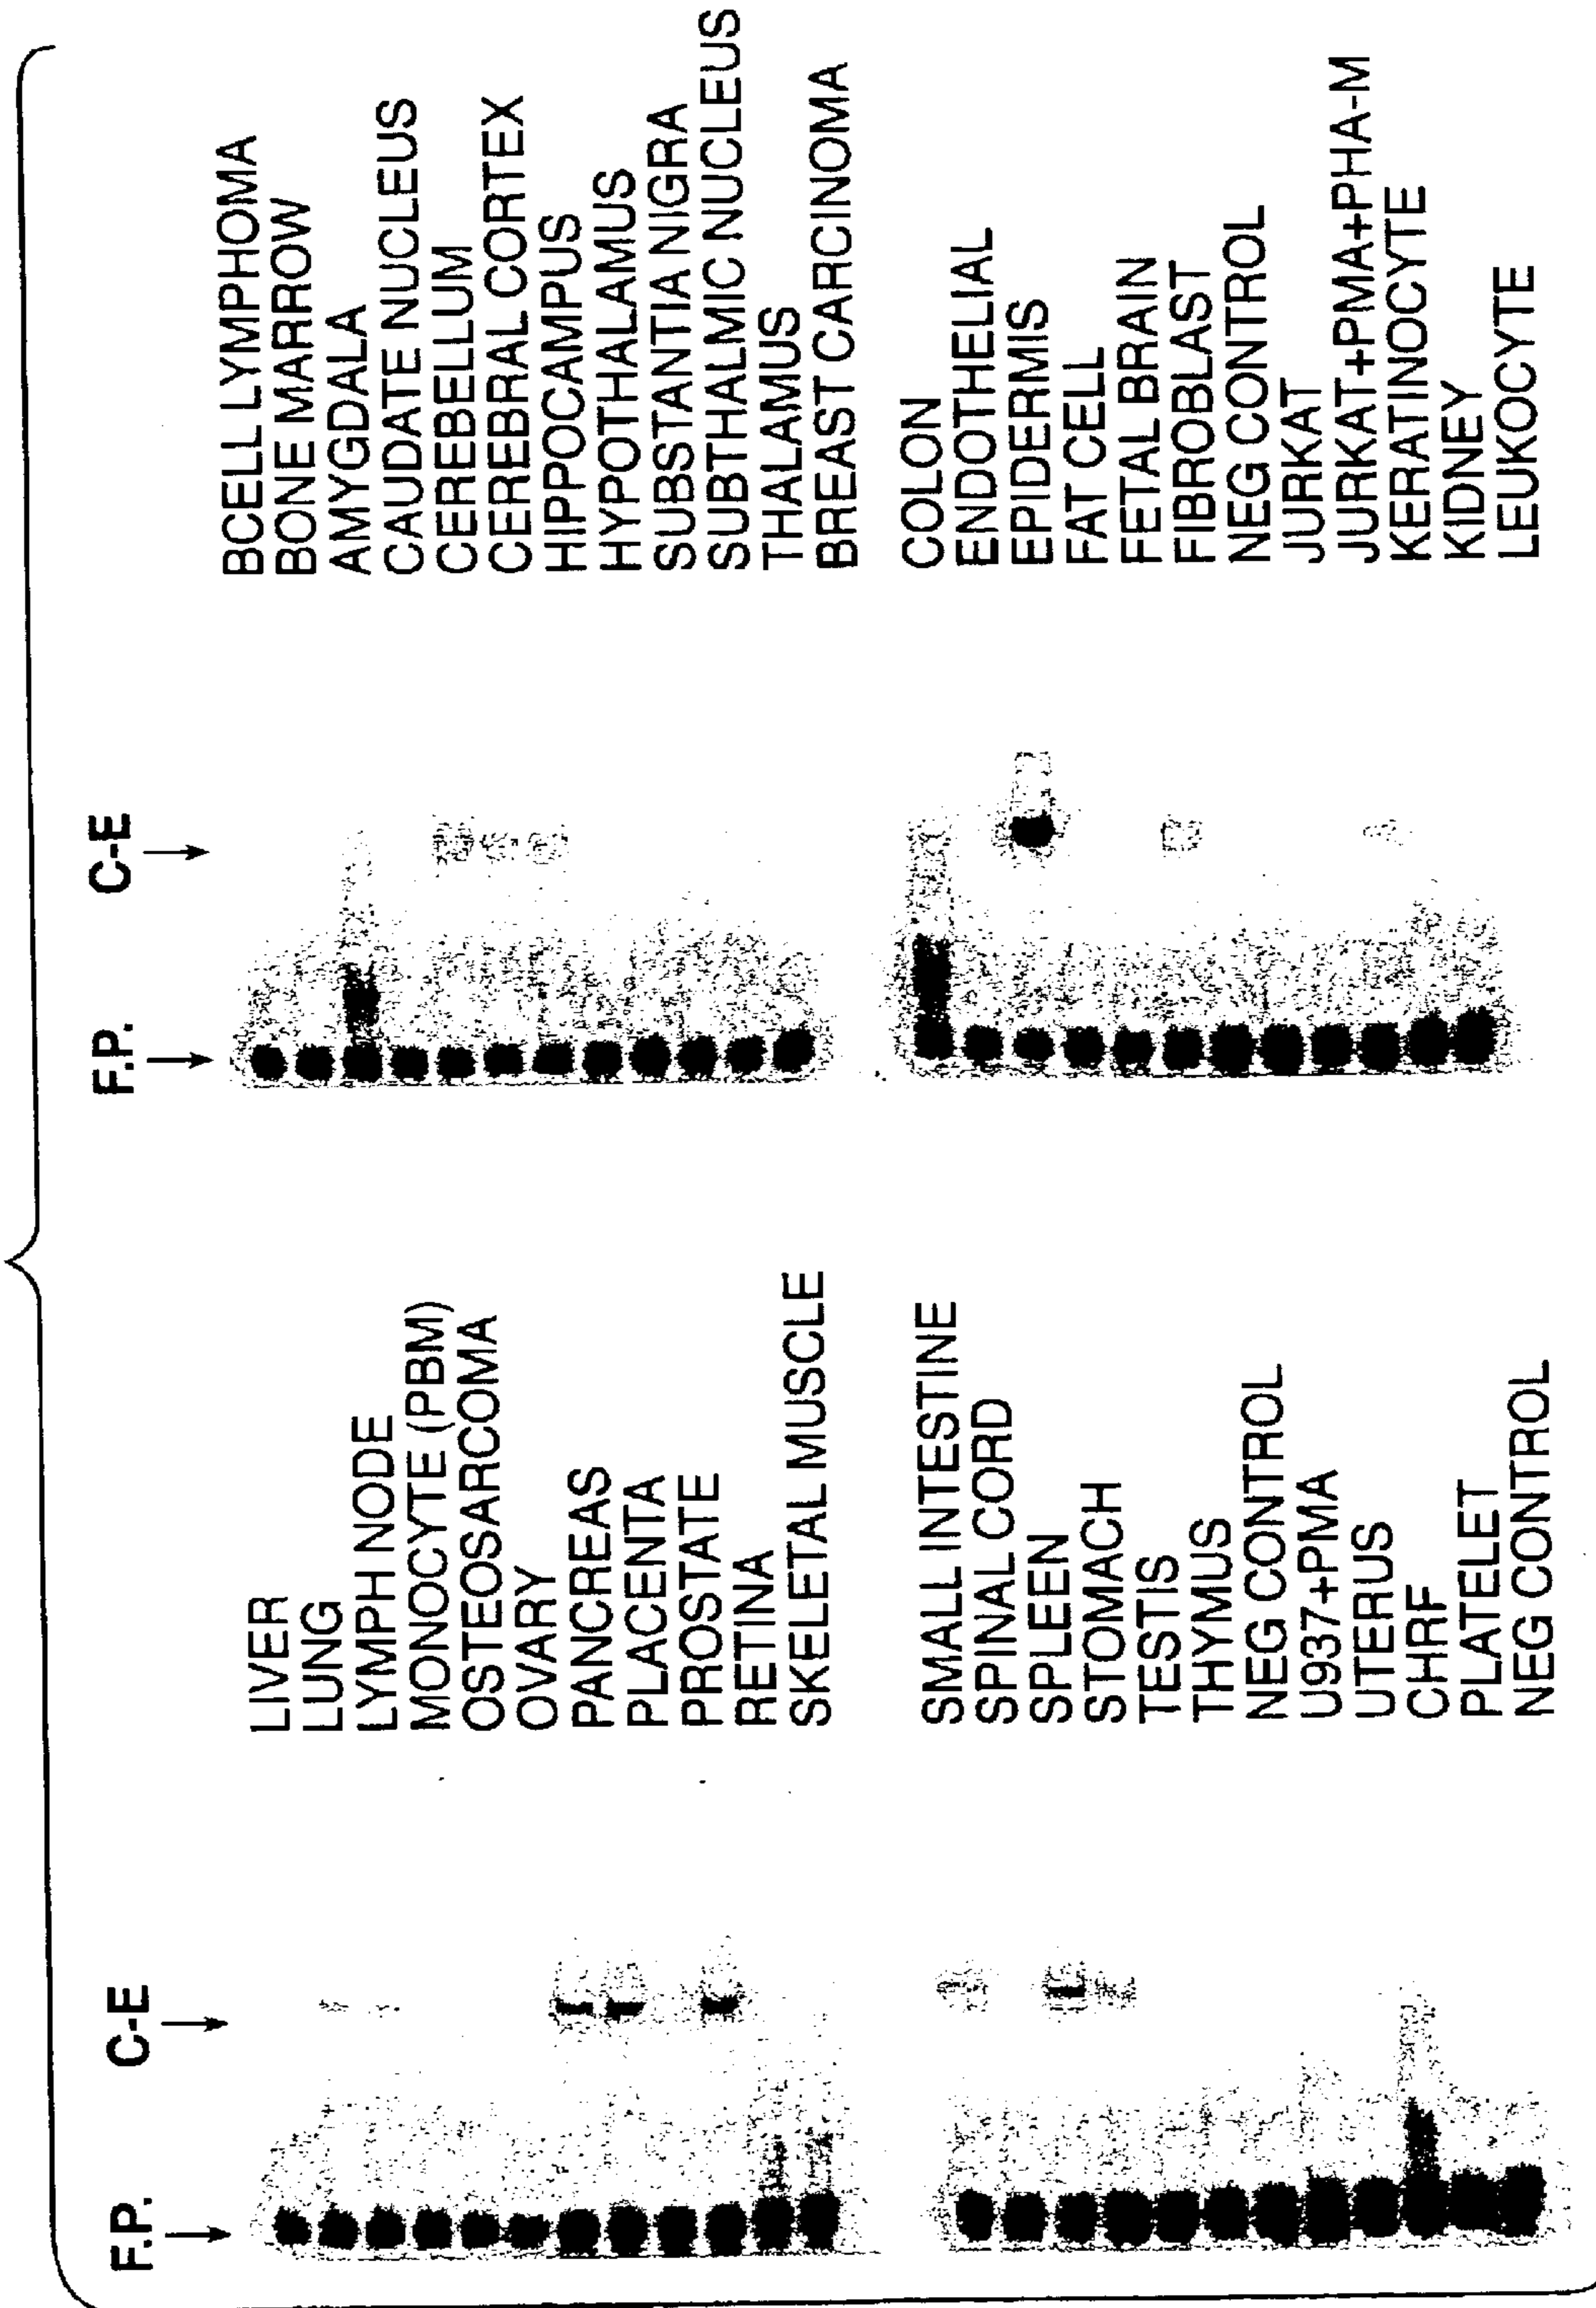 F.P.
C-E
LIVER
LUNG
LYMPH NODE
MONOCYTE (PBM)
OSTEOSARCOMA
OVARY
PANCREAS
PLACENTA
PROSTATE
RETINA
SKELETAL MUSCLE
SMALL INTESTINE
SPINAL CORD
SPLEEN
STOMACH
TESTIS
THYMUS
NEG CONTROL
U937+PMA
UTERUS
CHRF
PLATELET
NEG CONTROL
F.P.
C-E
BCELL LYMPHOMA
BONE MARROW
AMYGDALA
CAUDATE NUCLEUS
CEREBELLUM
CEREBRAL CORTEX
HIPPOCAMPUS
HYPOTHALAMUS
SUBSTANTIA NIGRA
SUBTHALMIC NUCLEUS
THALAMUS
BREAST CARCINOMA
COLON
ENDOTHELIAL
EPIDERMIS
FAT CELL
FETAL BRAIN
FIBROBLAST
NEG CONTROL
JURKAT
JURKAT+PMA+PHA-M
KERATINOCYTE
KIDNEY
LEUKOCYTE